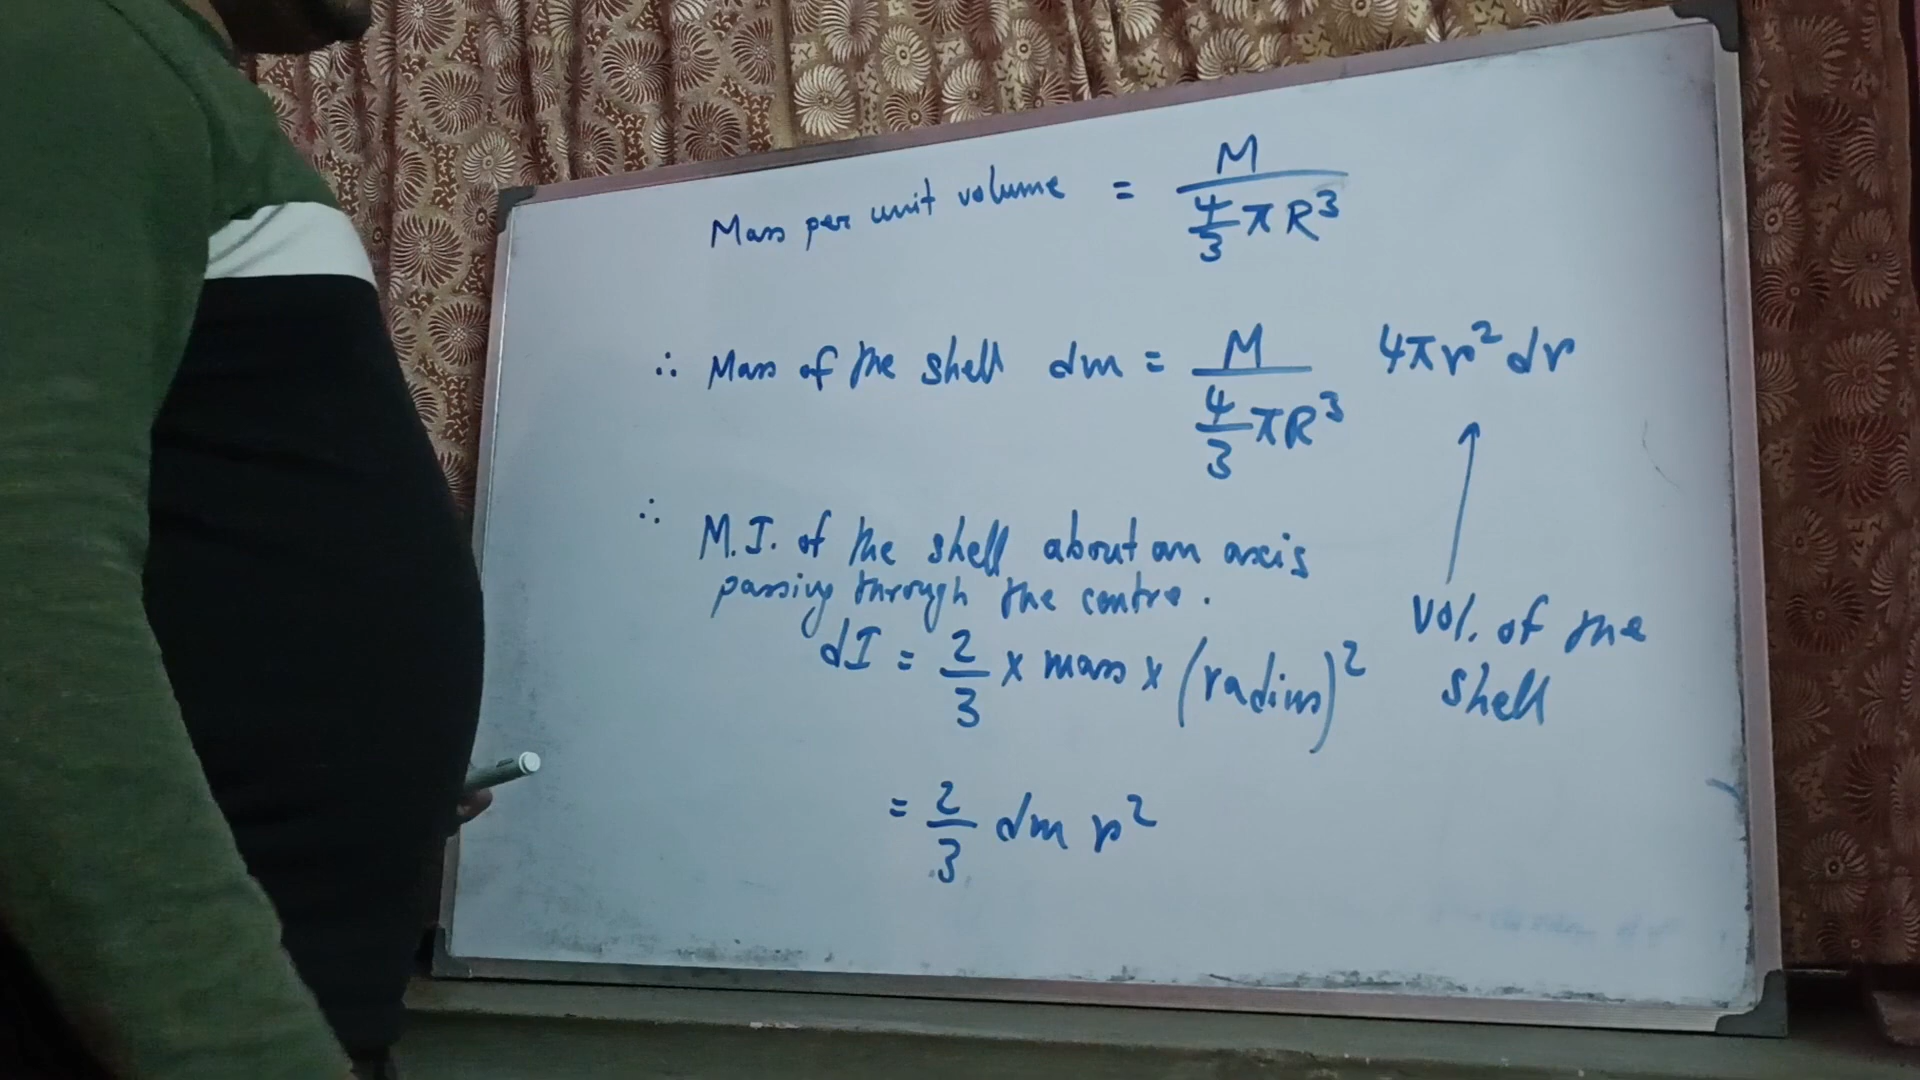 Mass per unit volume = M / (4/3 πR³)
∴ Mass of the shell dm = M / (4/3 πR³) 4πr²dr
∴ M.I. of the shell about an axis
passing through the centre.
dI = 2/3 x mass x (radius)²
Vol. of the
shell
= 2/3 dm r²